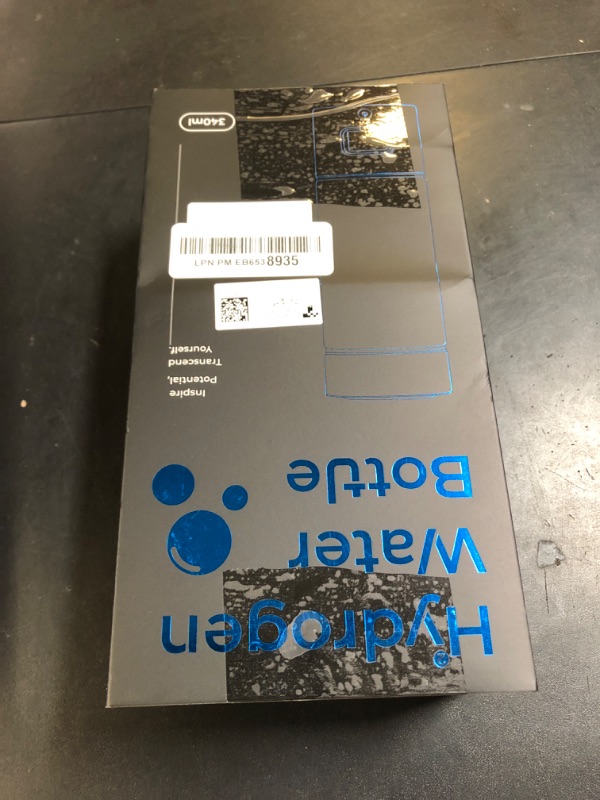 Hydrogen
Water
Bottle
Inspire
Potential,
Transcend
Yourself.
340ml
LPN PM EB6538935